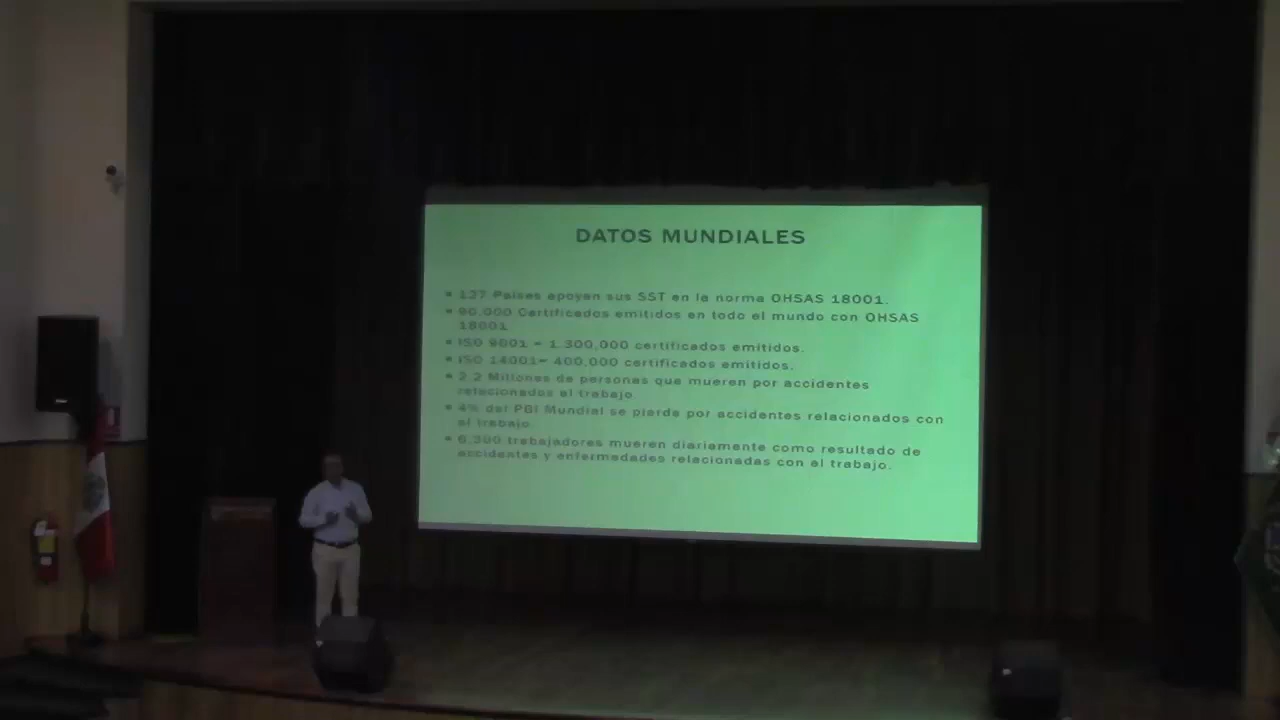 DATOS MUNDIALES
127 Países apoyan sus SST en la norma OHSAS 18001.
90.000 Certificados emitidos en todo el mundo con OHSAS
18001
ISO 9001 = 1.300,000 certificados emitidos.
ISO 14001= 400,000 certificados emitidos.
2.2 Millones de personas que mueren por accidentes
relacionados al trabajo
4% del PBI Mundial se pierde por accidentes relacionados con
el trabajo.
6.300 trabajadores mueren diariamente como resultado de
accidentes y enfermedades relacionadas con el trabajo.